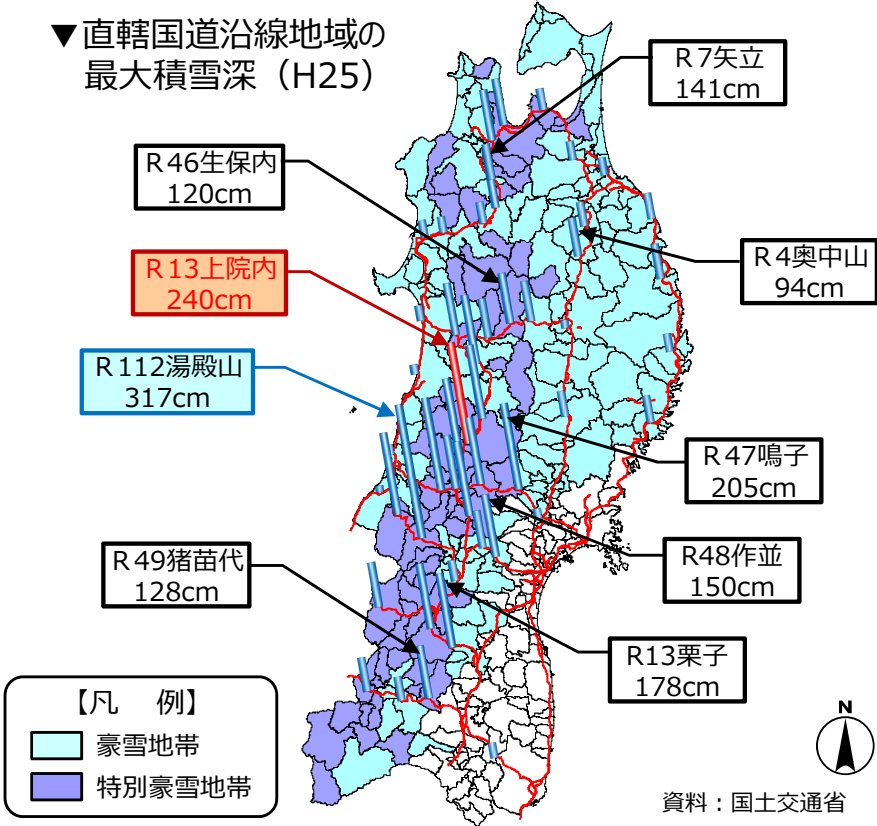 ▼直轄国道沿線地域の
最大積雪深（H25）
R7矢立
141cm
R46生保内
120cm
R13上院内
240cm
R4奥中山
94cm
R112湯殿山
317cm
R47鳴子
205cm
R48作並
150cm
R49猪苗代
128cm
R13栗子
178cm
【凡　例】
豪雪地帯
特別豪雪地帯
N
資料：国土交通省